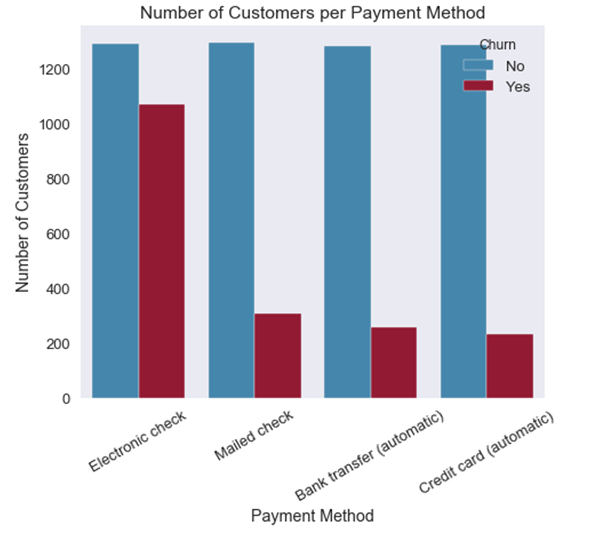 Number of Customers per Payment Method
Churn
No
Yes
Number of Customers
1200
1000
800
600
400
200
0
Electronic check
Mailed check
Bank transfer (automatic)
Credit card (automatic)
Payment Method